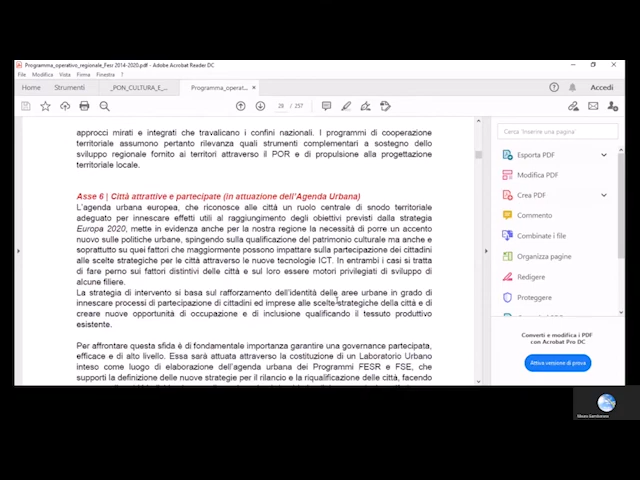 Programma_operativo_regionale_Fesr 2014-2020.pdf - Adobe Acrobat Reader DC
File Modifica Vista Firma Finestra ?
Home Strumenti _PON_CULTURA_E_... Programma_operat... × Accedi
28 / 257
approcci mirati e integrati che travalicano i confini nazionali. I programmi di cooperazione
territoriale assumono pertanto rilevanza quali strumenti complementari a sostegno dello
sviluppo regionale fornito ai territori attraverso il POR e di propulsione alla progettazione
territoriale locale.
Asse 6 | Città attrattive e partecipate (in attuazione dell'Agenda Urbana)
L'agenda urbana europea, che riconosce alle città un ruolo centrale di snodo territoriale
adeguato per innescare effetti utili al raggiungimento degli obiettivi previsti dalla strategia
Europa 2020, mette in evidenza anche per la nostra regione la necessità di porre un accento
nuovo sulle politiche urbane, spingendo sulla qualificazione del patrimonio culturale ma anche e
soprattutto su quei fattori che maggiormente possono impattare sulla partecipazione dei cittadini
alle scelte strategiche per le città attraverso le nuove tecnologie ICT. In entrambi i casi si tratta
di fare perno sui fattori distintivi delle città e sul loro essere motori privilegiati di sviluppo di
alcune filiere.
La strategia di intervento si basa sul rafforzamento dell'identità delle aree urbane in grado di
innescare processi di partecipazione di cittadini ed imprese alle scelte strategiche della città e di
creare nuove opportunità di occupazione e di inclusione qualificando il tessuto produttivo
esistente.
Per affrontare questa sfida è di fondamentale importanza garantire una governance partecipata,
efficace e di alto livello. Essa sarà attuata attraverso la costituzione di un Laboratorio Urbano
inteso come luogo di elaborazione dell'agenda urbana dei Programmi FESR e FSE, che
supporti la definizione delle nuove strategie per il rilancio e la riqualificazione delle città, facendo
Cerca 'Inserire una pagina'
Esporta PDF
Modifica PDF
Crea PDF
Commento
Combinate i file
Organizza pagine
Redigere
Proteggere
Converti e modifica i PDF
con Acrobat Pro DC
Attiva versione di prova